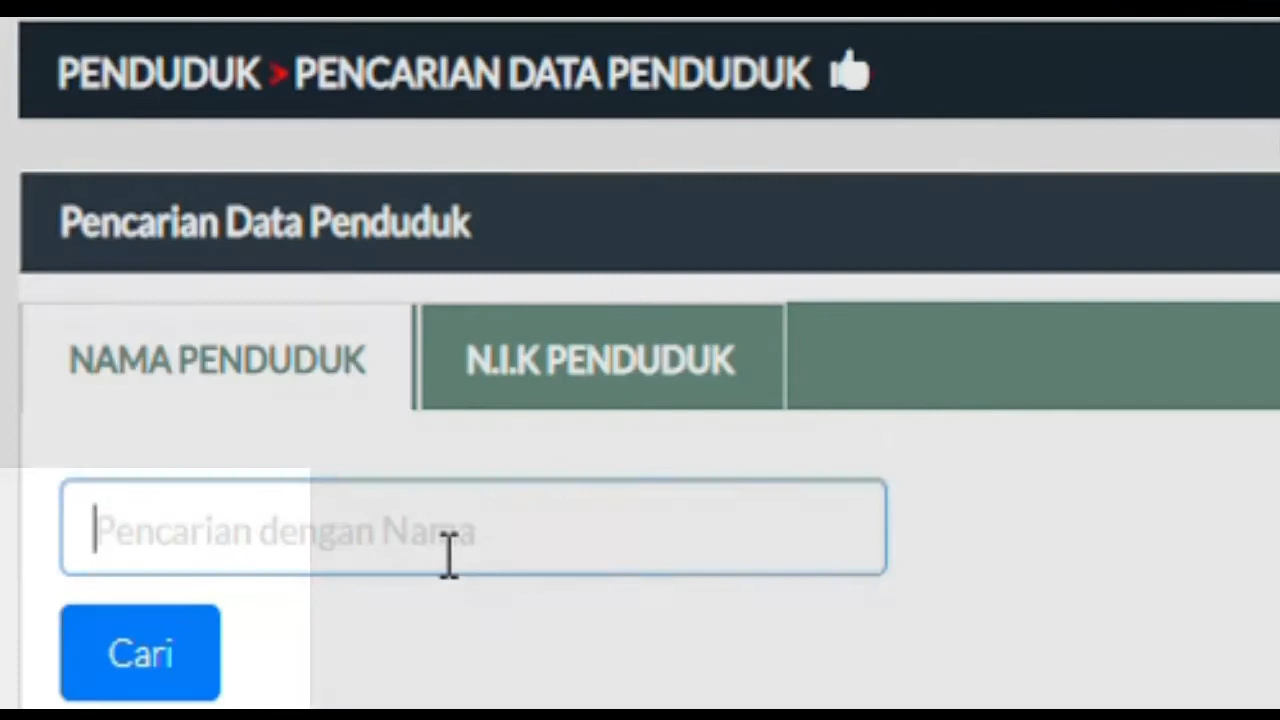 PENDUDUK > PENCARIAN DATA PENDUDUK
Pencarian Data Penduduk
NAMA PENDUDUK
N.I.K PENDUDUK
Pencarian dengan Nama
Cari